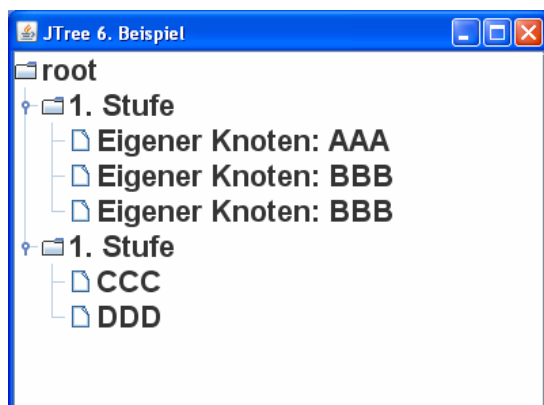 JTree 6. Beispiel
root
1. Stufe
Eigener Knoten: AAA
Eigener Knoten: BBB
Eigener Knoten: BBB
1. Stufe
CCC
DDD